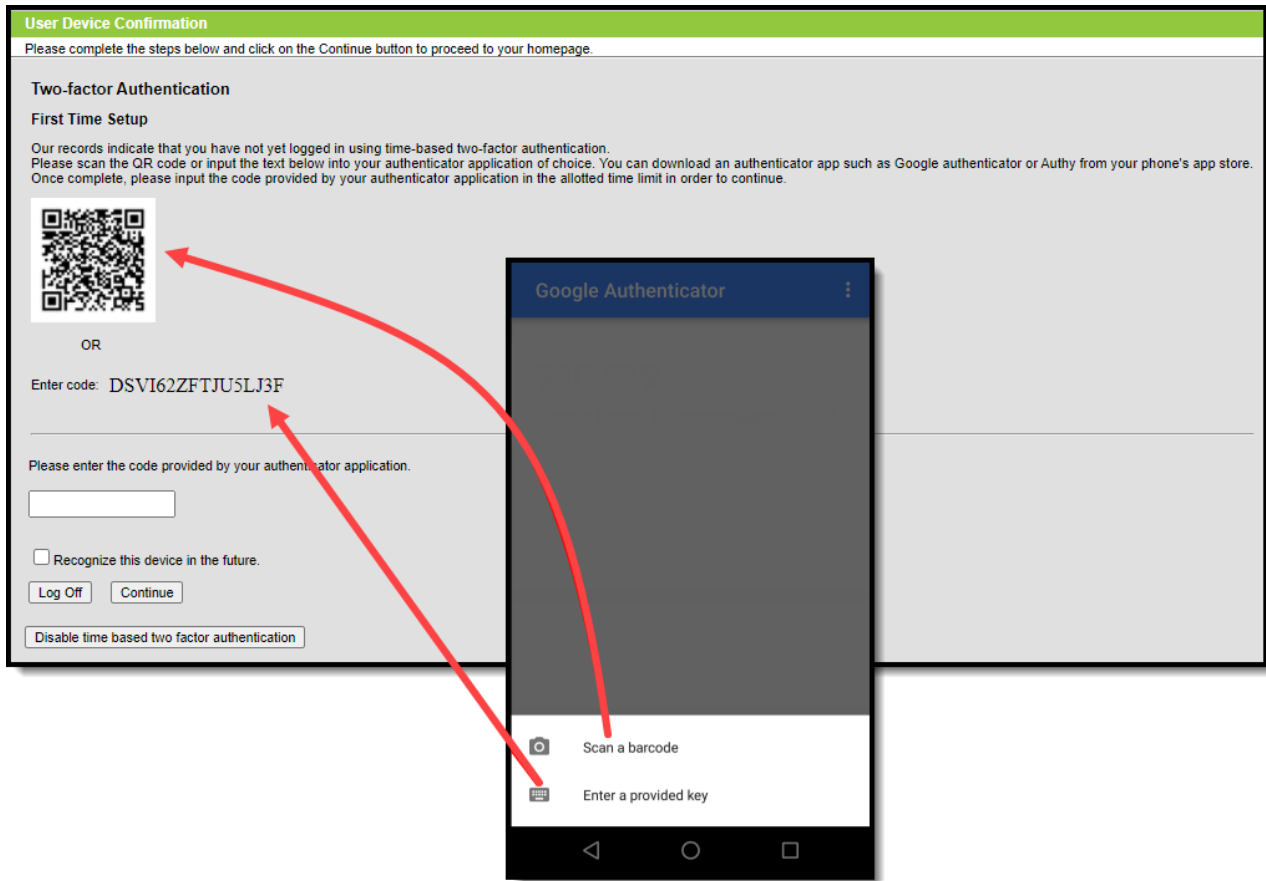 User Device Confirmation
Please complete the steps below and click on the Continue button to proceed to your homepage.
Two-factor Authentication
First Time Setup
Our records indicate that you have not yet logged in using time-based two-factor authentication.
Please scan the QR code or input the text below into your authenticator application of choice. You can download an authenticator app such as Google authenticator or Authy from your phone's app store.
Once complete, please input the code provided by your authenticator application in the allotted time limit in order to continue.
OR
Enter code: DSVI62ZFTJU5LJ3F
Please enter the code provided by your authenticator application.
Recognize this device in the future.
Log Off Continue
Disable time based two factor authentication
Google Authenticator
Scan a barcode
Enter a provided key